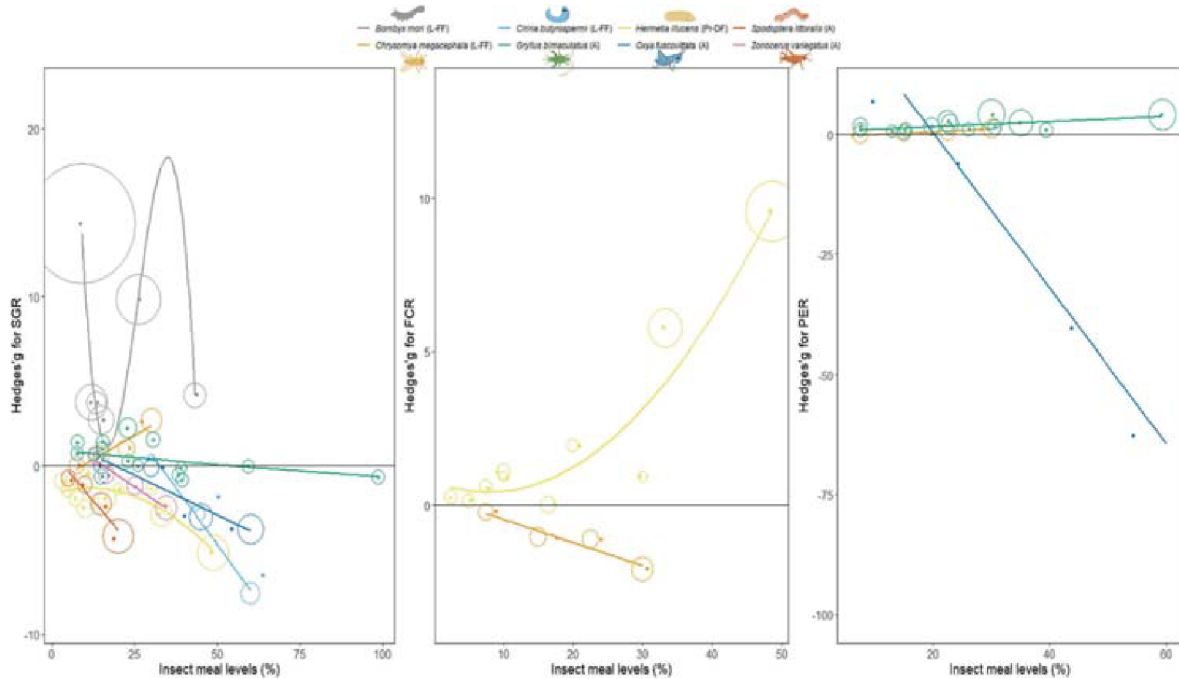 Bombyx mori (L-FF) Cirina butyrospermi (L-FF) Hermetia illucens (Pr-DF) Spodoptera littoralis (A)
Chrysomya megacephala (L-FF) Gryllus bimaculatus (A) Oxya fuscovittata (A) Zonocerus variegatus (A)
Hedges'g for SGR
20
10
0
-10
0 25 50 75 100
Insect meal levels (%)
Hedges'g for FCR
10
5
0
10 20 30 40 50
Insect meal levels (%)
Hedges'g for PER
0
-25
-50
-75
-100
20 40 60
Insect meal levels (%)